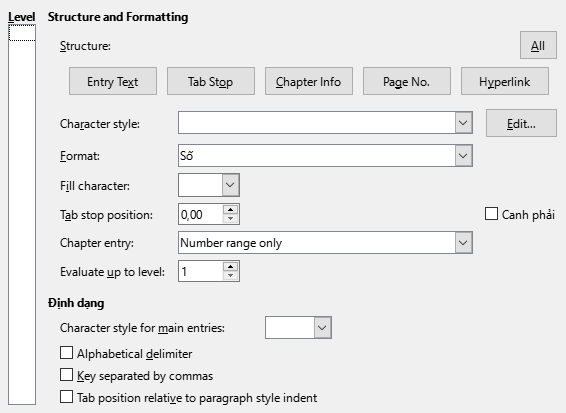 Level Structure and Formatting
Structure: All
Entry Text Tab Stop Chapter Info Page No. Hyperlink
Character style: Edit...
Format: Số
Fill character:
Tab stop position: 0,00 Canh phải
Chapter entry: Number range only
Evaluate up to level: 1
Định dạng
Character style for main entries:
Alphabetical delimiter
Key separated by commas
Tab position relative to paragraph style indent